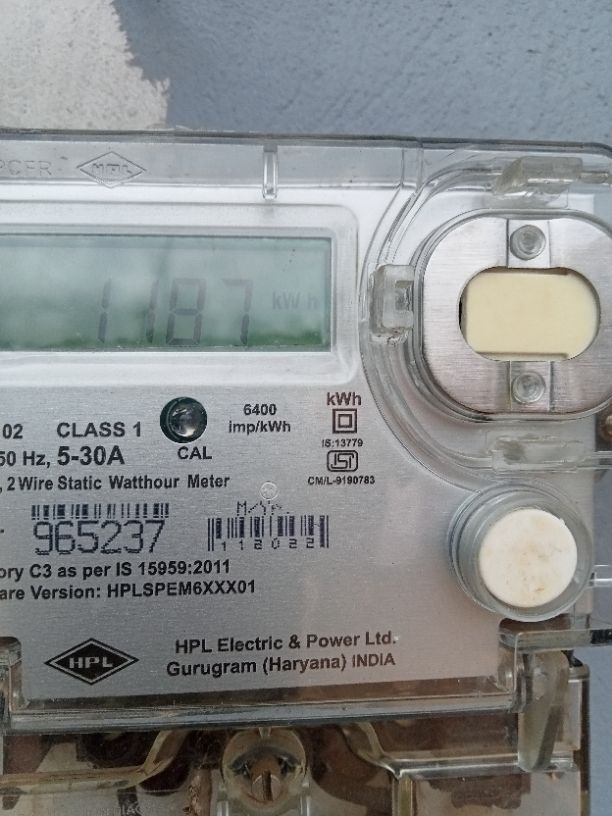 HPL
1187 kWh
02 CLASS 1
6400
imp/kWh
kWh
50 Hz, 5-30A
CAL
IS:13779
ISI
, 2 Wire Static Watthour Meter
CM/L-9190783
M/Yr.
965237
112022
ory C3 as per IS 15959:2011
are Version: HPLSPEM6XXX01
HPL
HPL Electric & Power Ltd.
Gurugram (Haryana) INDIA